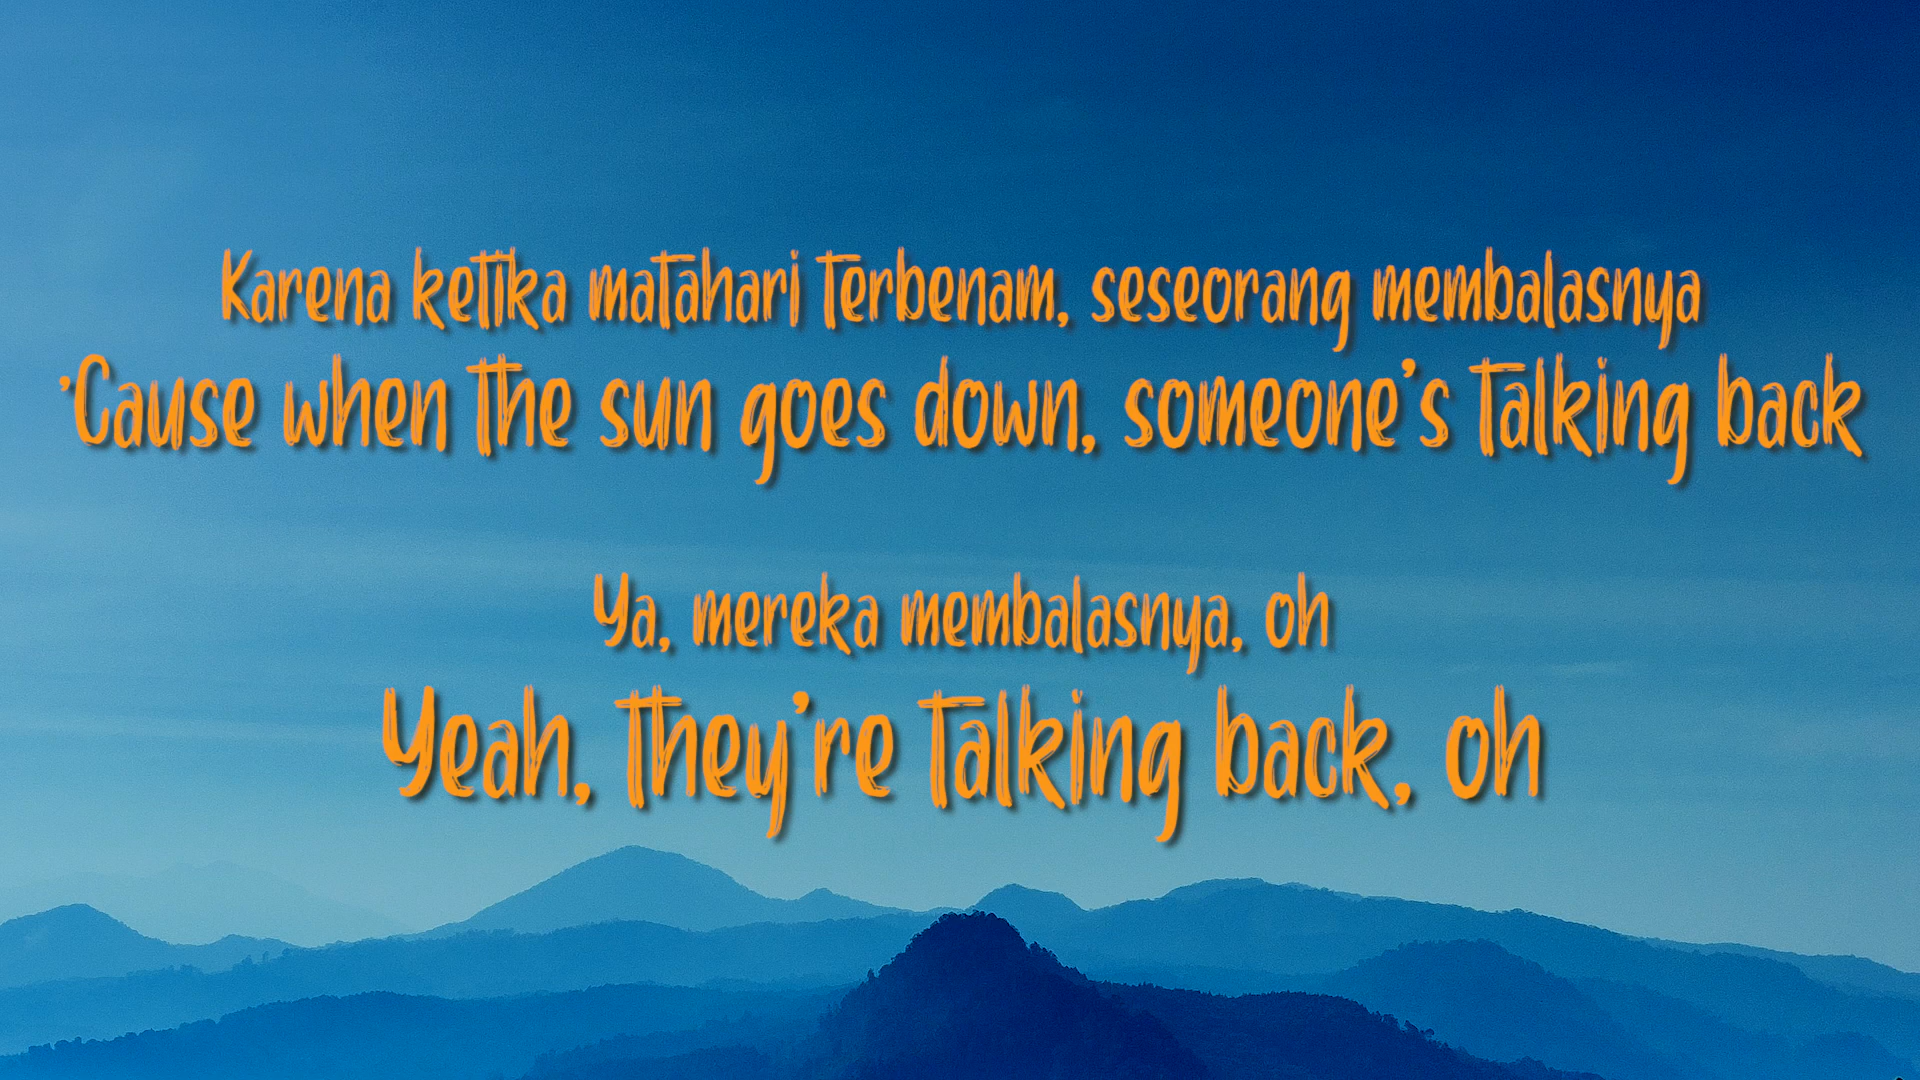 Karena ketika matahari terbenam, seseorang membalasnya
'Cause when the sun goes down, someone's talking back
Ya, mereka membalasnya, oh
Yeah, they're talking back, oh